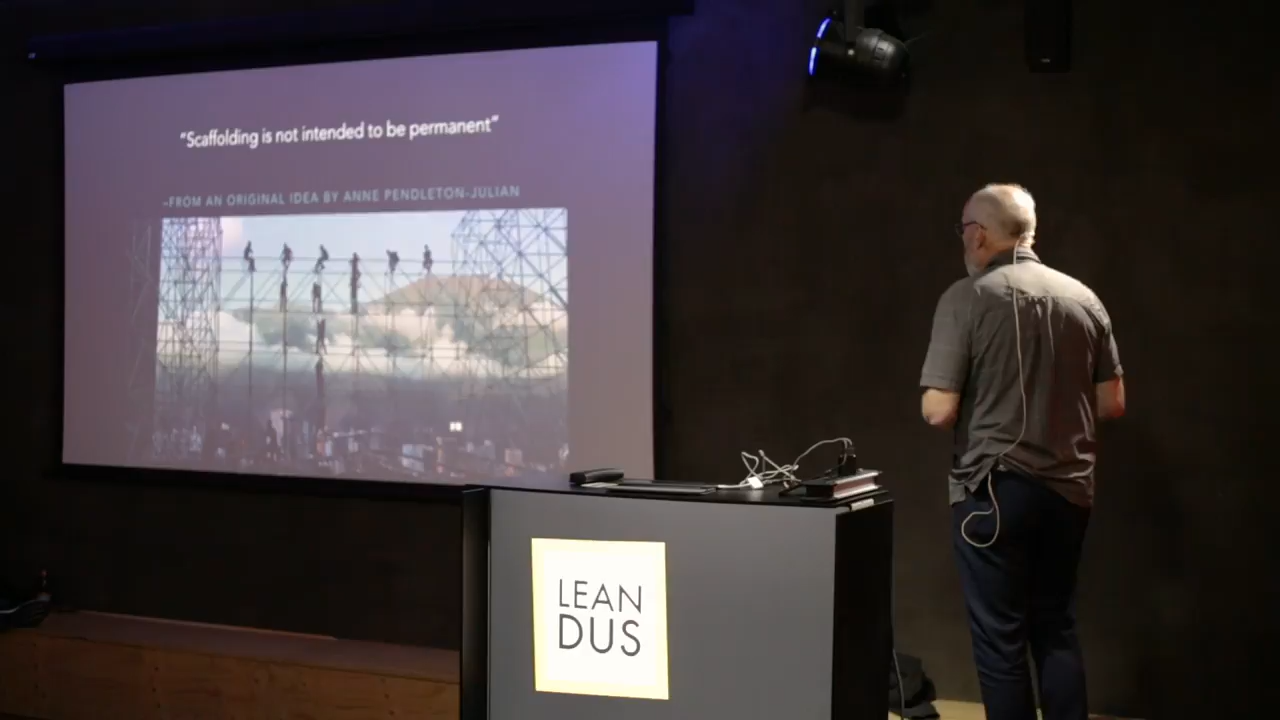 “Scaffolding is not intended to be permanent”
–FROM AN ORIGINAL IDEA BY ANNE PENDLETON-JULIAN
LEAN
DUS